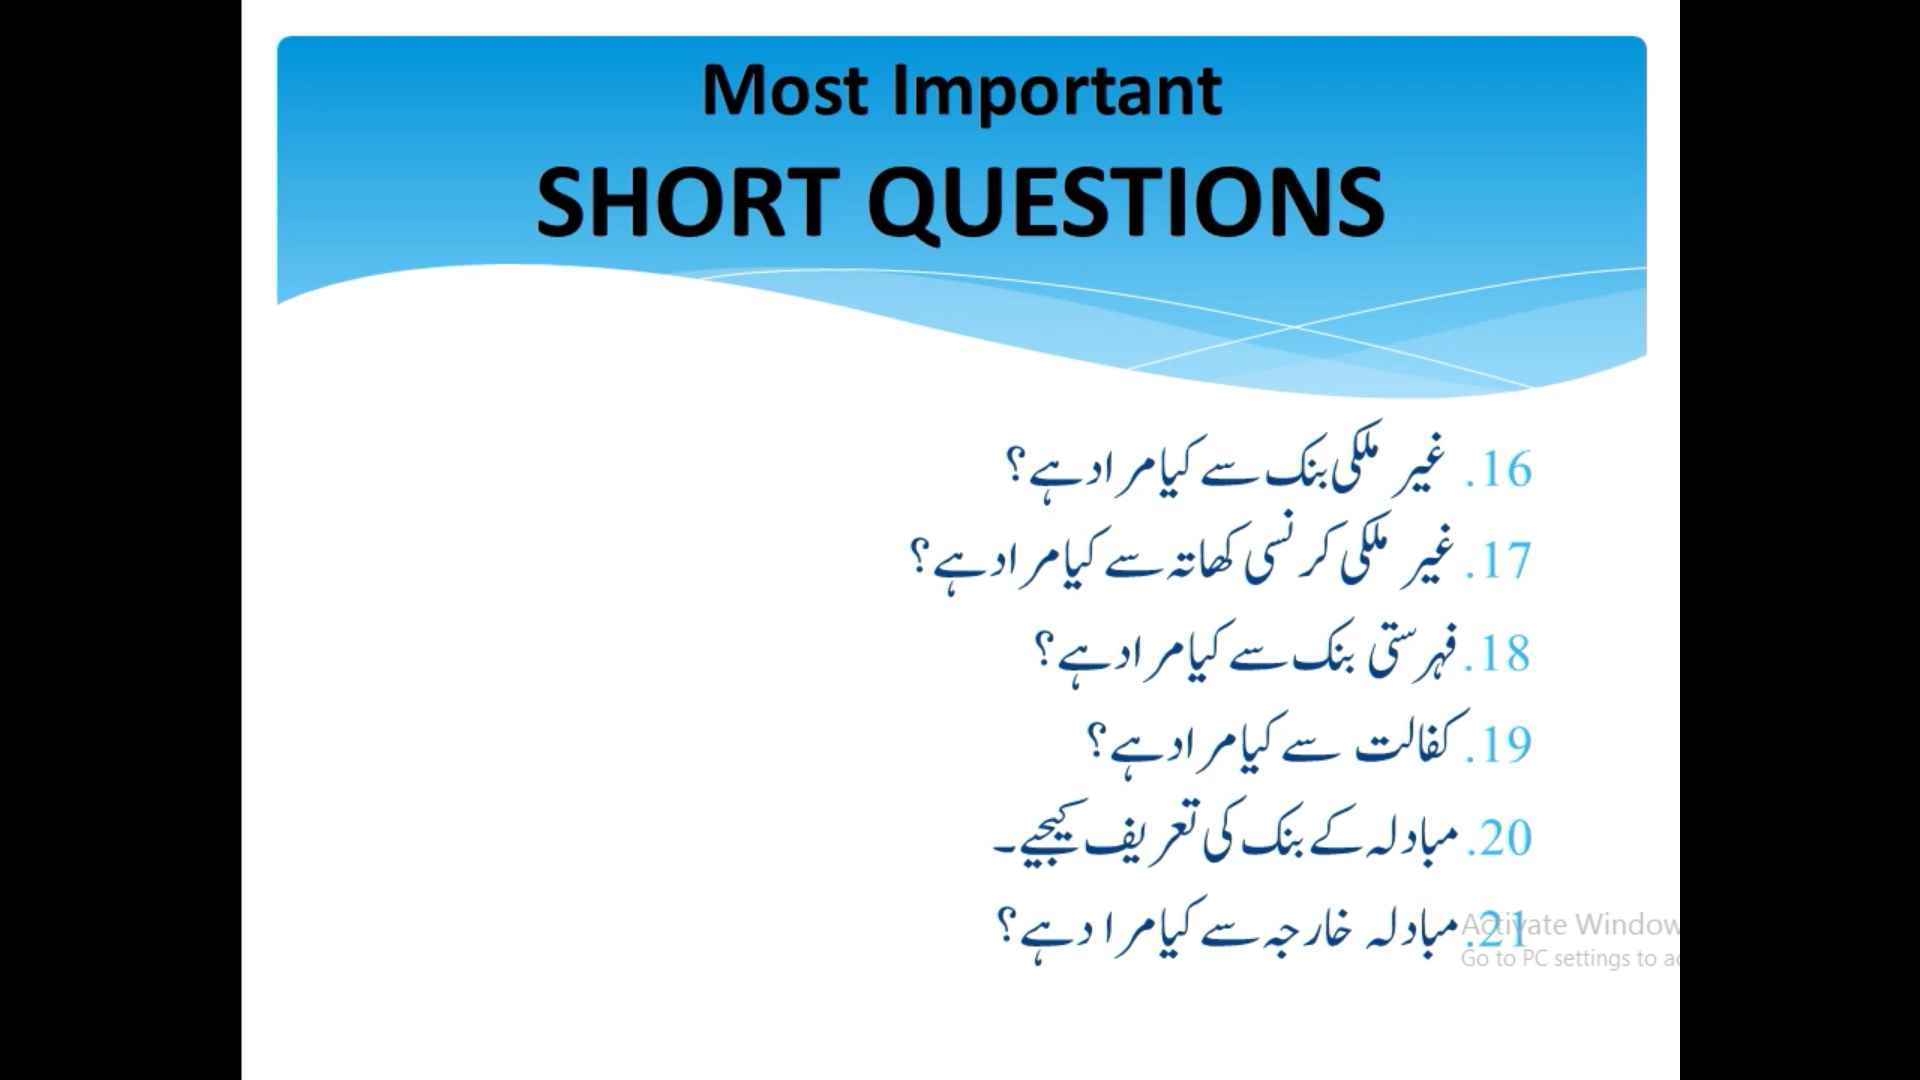 Most Important
SHORT QUESTIONS
16. غیر ملکی بنک سے کیا مراد ہے؟
17. غیر ملکی کرنسی کھاتہ سے کیا مراد ہے؟
18. فہرستی بنک سے کیا مراد ہے؟
19. کفالت سے کیا مراد ہے؟
20. مبادلہ کے بنک کی تعریف کیجیے۔
21. مبادلہ خارجہ سے کیا مراد ہے؟
Activate Window
Go to PC settings to ac